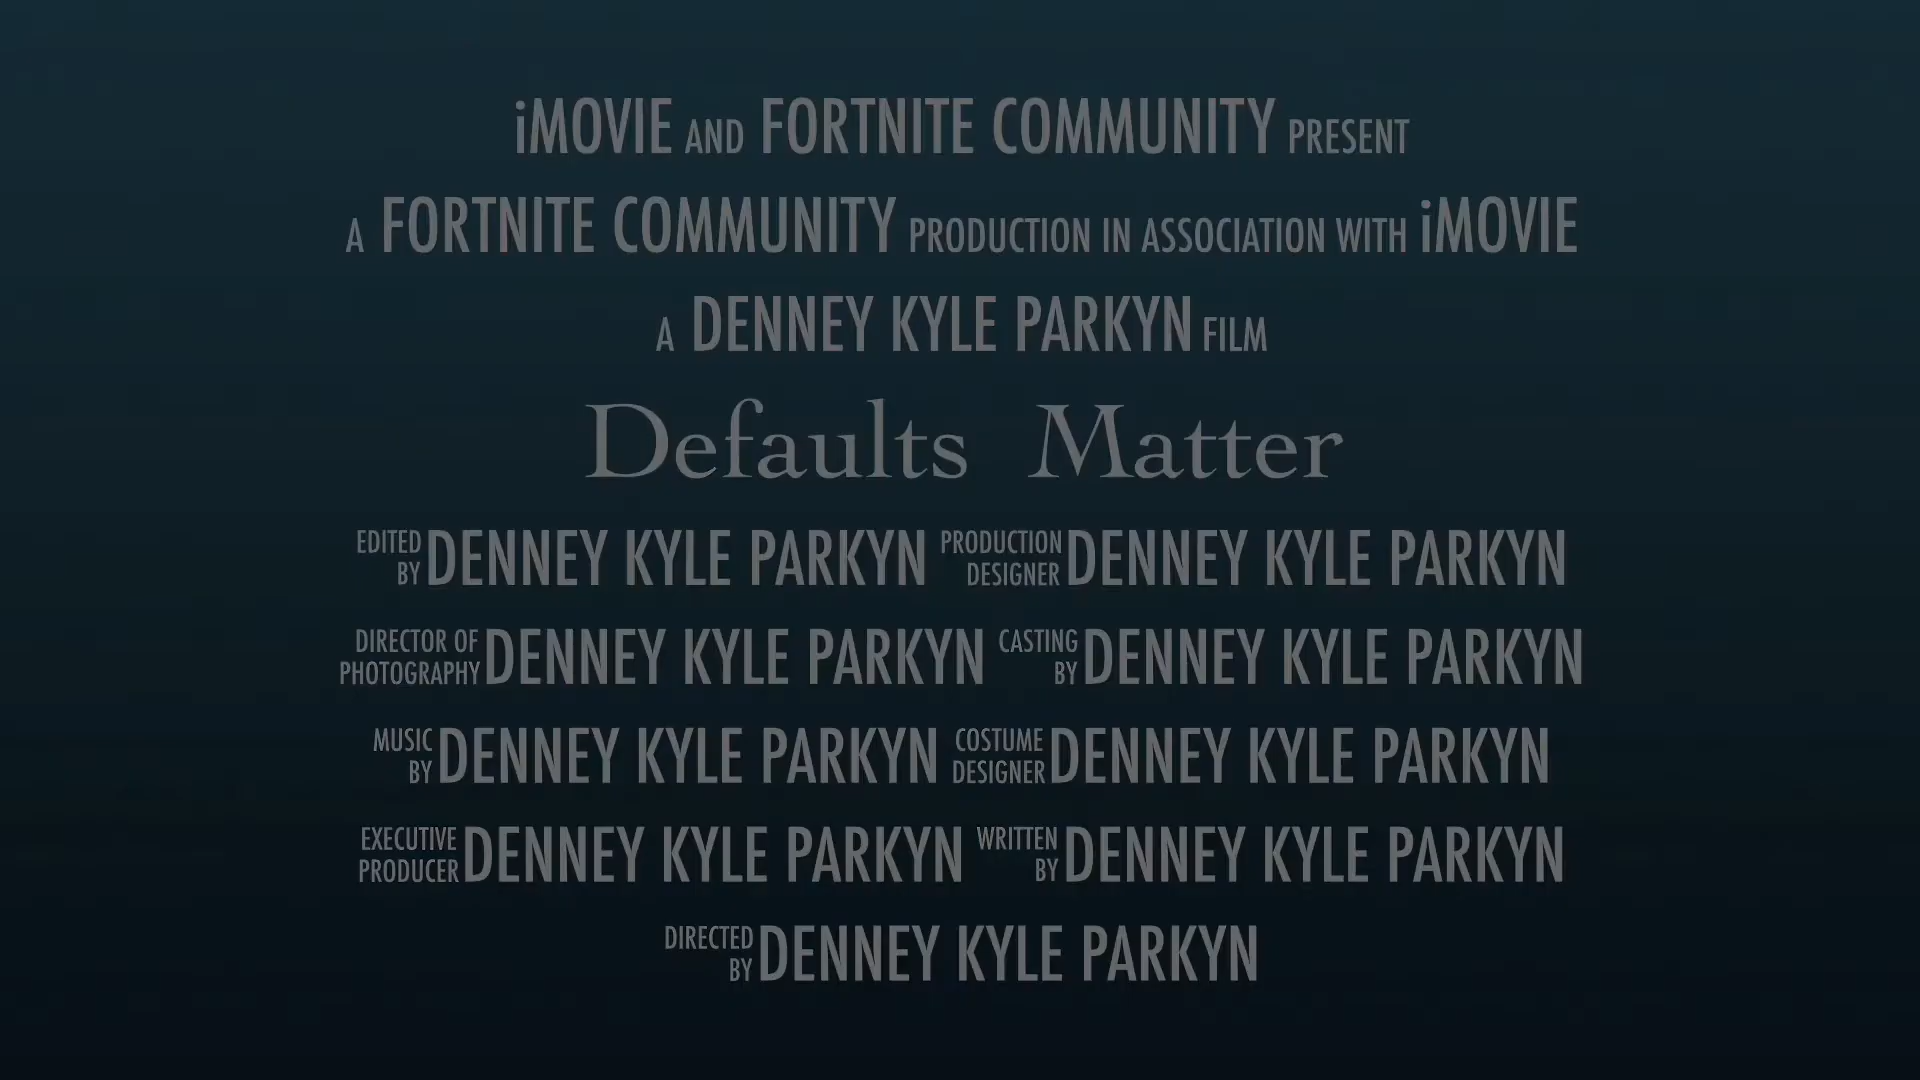 iMOVIE AND FORTNITE COMMUNITY PRESENT
A FORTNITE COMMUNITY PRODUCTION IN ASSOCIATION WITH iMOVIE
A DENNEY KYLE PARKYN FILM
Defaults Matter
EDITED BY DENNEY KYLE PARKYN PRODUCTION DESIGNER DENNEY KYLE PARKYN
DIRECTOR OF PHOTOGRAPHY DENNEY KYLE PARKYN CASTING BY DENNEY KYLE PARKYN
MUSIC BY DENNEY KYLE PARKYN COSTUME DESIGNER DENNEY KYLE PARKYN
EXECUTIVE PRODUCER DENNEY KYLE PARKYN WRITTEN BY DENNEY KYLE PARKYN
DIRECTED BY DENNEY KYLE PARKYN